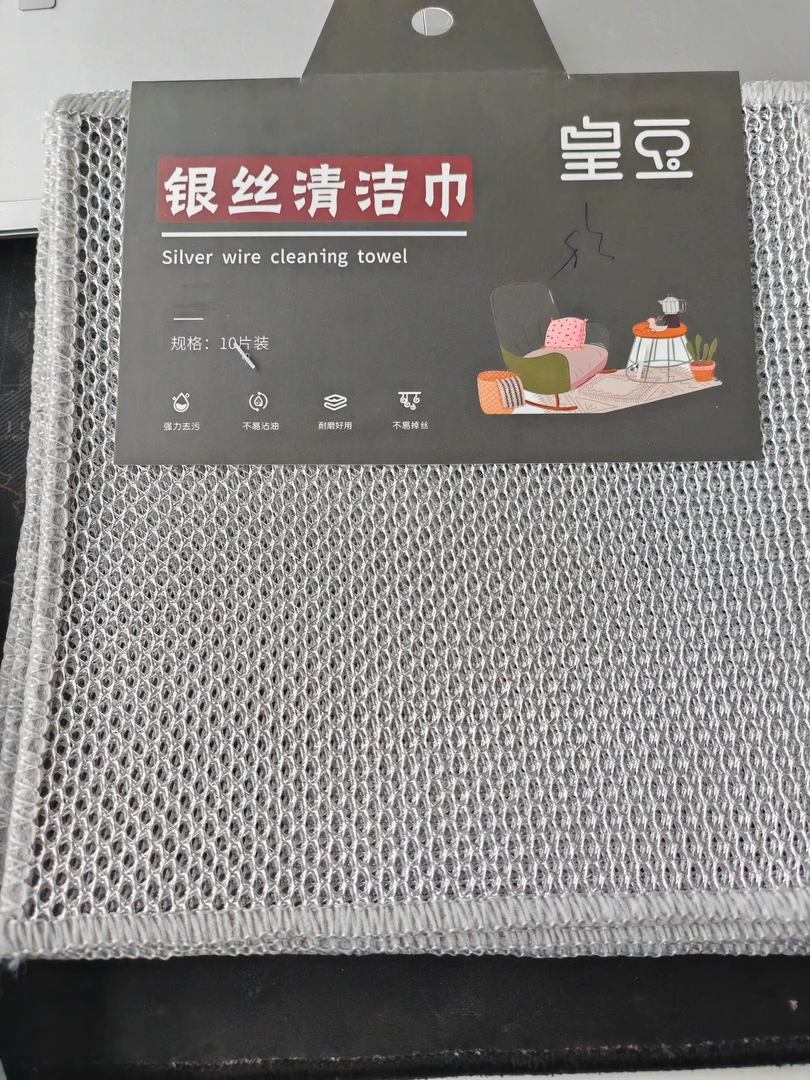 皇豆
银丝清洁巾
Silver wire cleaning towel
规格：10片装
强力去污 不易沾油 耐磨好用 不易掉丝